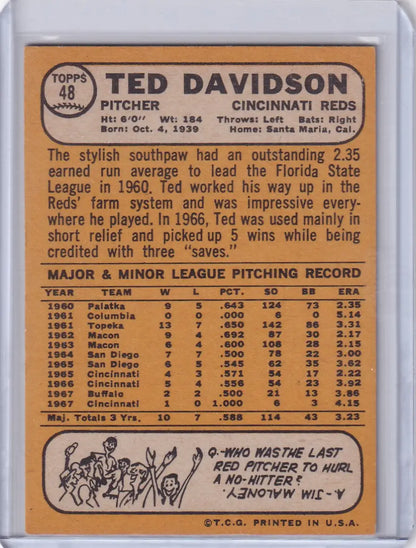 TOPPS
48
TED DAVIDSON
PITCHER CINCINNATI REDS
Ht: 6'0" Wt: 184 Throws: Left Bats: Right
Born: Oct. 4, 1939 Home: Santa Maria, Cal.
The stylish southpaw had an outstanding 2.35
earned run average to lead the Florida State
League in 1960. Ted worked his way up in the
Reds' farm system and was impressive every-
where he played. In 1966, Ted was used mainly in
short relief and picked up 5 wins while being
credited with three "saves."
MAJOR & MINOR LEAGUE PITCHING RECORD
YEAR TEAM W L PCT. SO BB ERA
1960 Palatka 9 5 .643 124 73 2.35
1961 Columbia 0 0 .000 6 0 5.14
1961 Topeka 13 7 .650 142 86 3.31
1962 Macon 9 4 .692 87 30 2.17
1963 Macon 6 4 .600 108 28 2.15
1964 San Diego 7 7 .500 78 22 3.00
1965 San Diego 6 5 .545 62 35 3.62
1965 Cincinnati 4 3 .571 54 17 2.22
1966 Cincinnati 5 4 .556 54 23 3.92
1967 Buffalo 2 2 .500 21 13 3.86
1967 Cincinnati 1 0 1.000 6 3 4.15
Maj. Totals 3 Yrs. 10 7 .588 114 43 3.23
Q.-WHO WAS THE LAST
RED PITCHER TO HURL
A NO-HITTER?
A.-JIM MALONEY.
©T.C.G. PRINTED IN U.S.A.